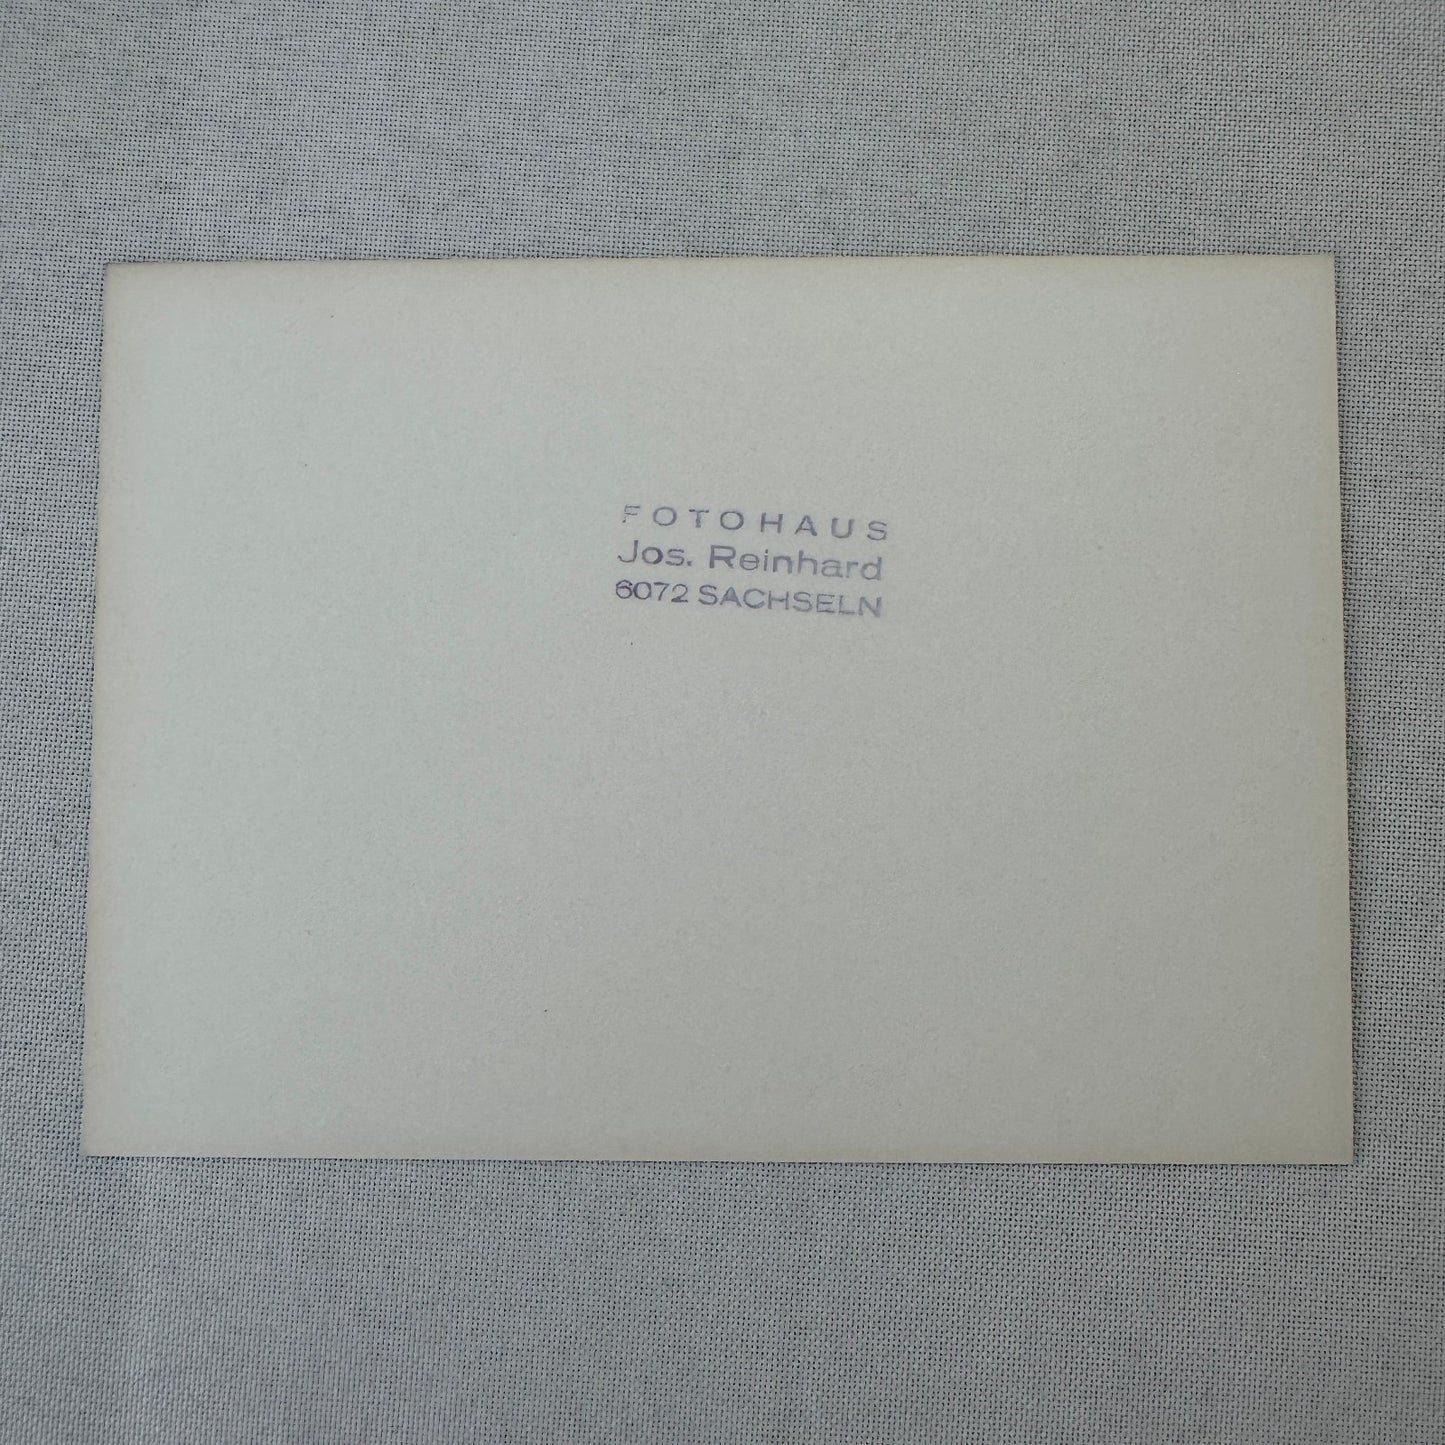 FOTOHAUS
Jos. Reinhard
6072 SACHSELN